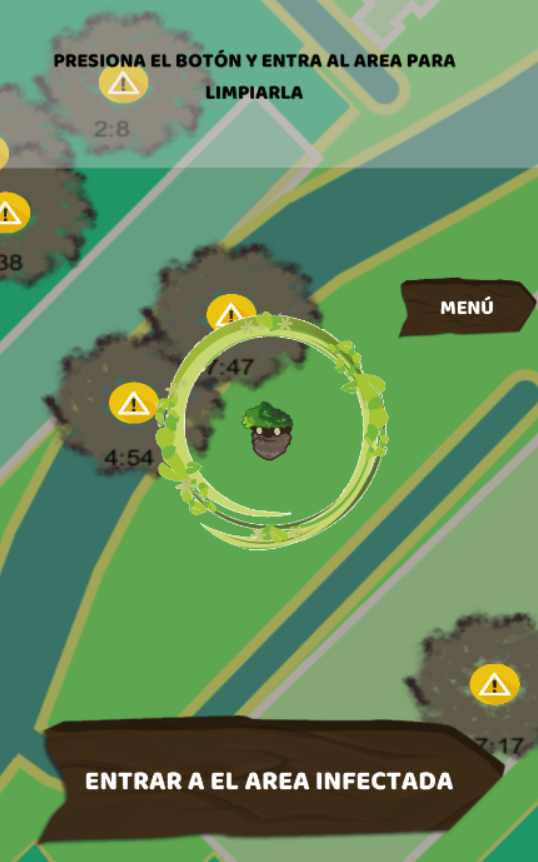 PRESIONA EL BOTÓN Y ENTRA AL AREA PARA
LIMPIARLA
2:8
38
MENÚ
7:47
4:54
7:17
ENTRAR A EL AREA INFECTADA